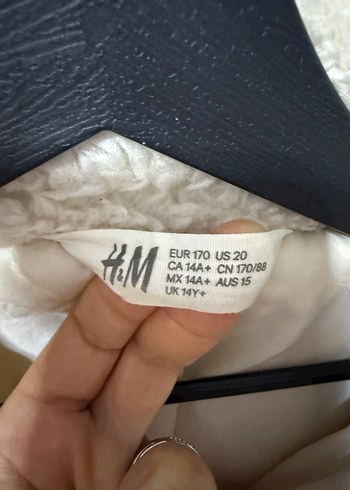 H&M
EUR 170 US 20
CA 14A+ CN 170/88
MX 14A+ AUS 15
UK 14Y+